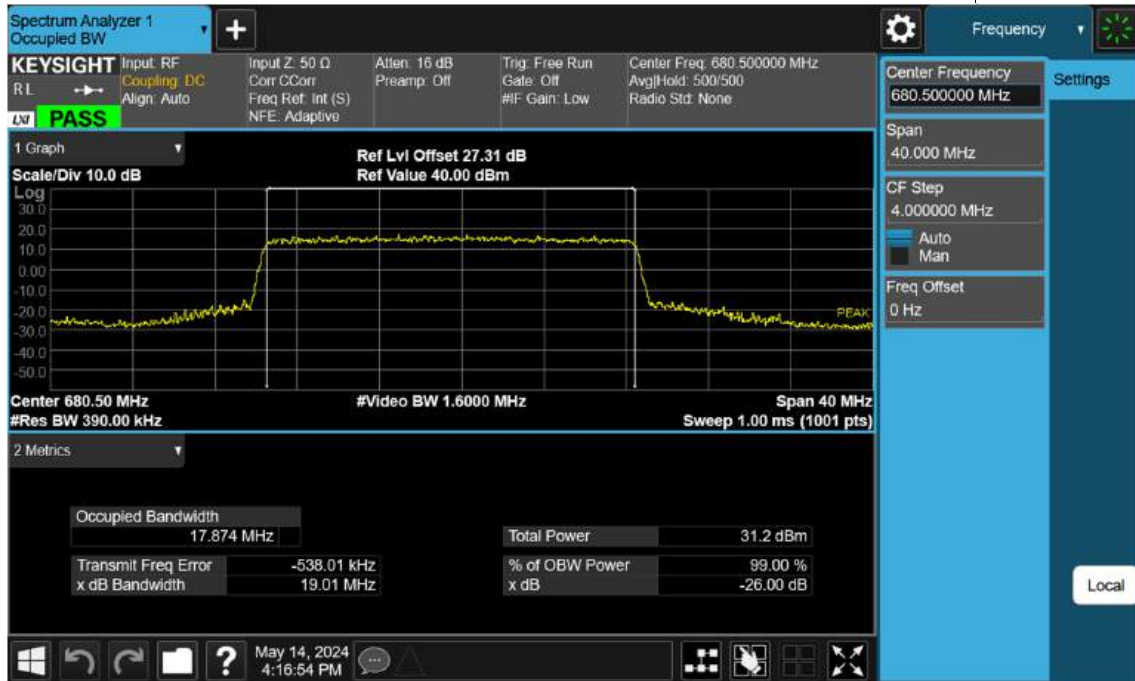 Spectrum Analyzer 1
Occupied BW
+
Frequency
KEYSIGHT
RL
LXI PASS
Input: RF
Coupling: DC
Align: Auto
Input Z: 50 Ω
Corr CCorr
Freq Ref: Int (S)
NFE: Adaptive
Atten: 16 dB
Preamp: Off
Trig: Free Run
Gate: Off
#IF Gain: Low
Center Freq: 680.500000 MHz
Avg|Hold: 500/500
Radio Std: None
1 Graph
Scale/Div 10.0 dB
Ref Lvl Offset 27.31 dB
Ref Value 40.00 dBm
Log
30.0
20.0
10.0
0.00
-10.0
-20.0
-30.0
-40.0
-50.0
PEAK
Center 680.50 MHz
#Video BW 1.6000 MHz
Span 40 MHz
#Res BW 390.00 kHz
Sweep 1.00 ms (1001 pts)
2 Metrics
Occupied Bandwidth
17.874 MHz
Total Power 31.2 dBm
Transmit Freq Error -538.01 kHz
% of OBW Power 99.00 %
x dB Bandwidth 19.01 MHz
x dB -26.00 dB
?
May 14, 2024
4:16:54 PM
Center Frequency
680.500000 MHz
Span
40.000 MHz
CF Step
4.000000 MHz
Auto
Man
Freq Offset
0 Hz
Settings
Local